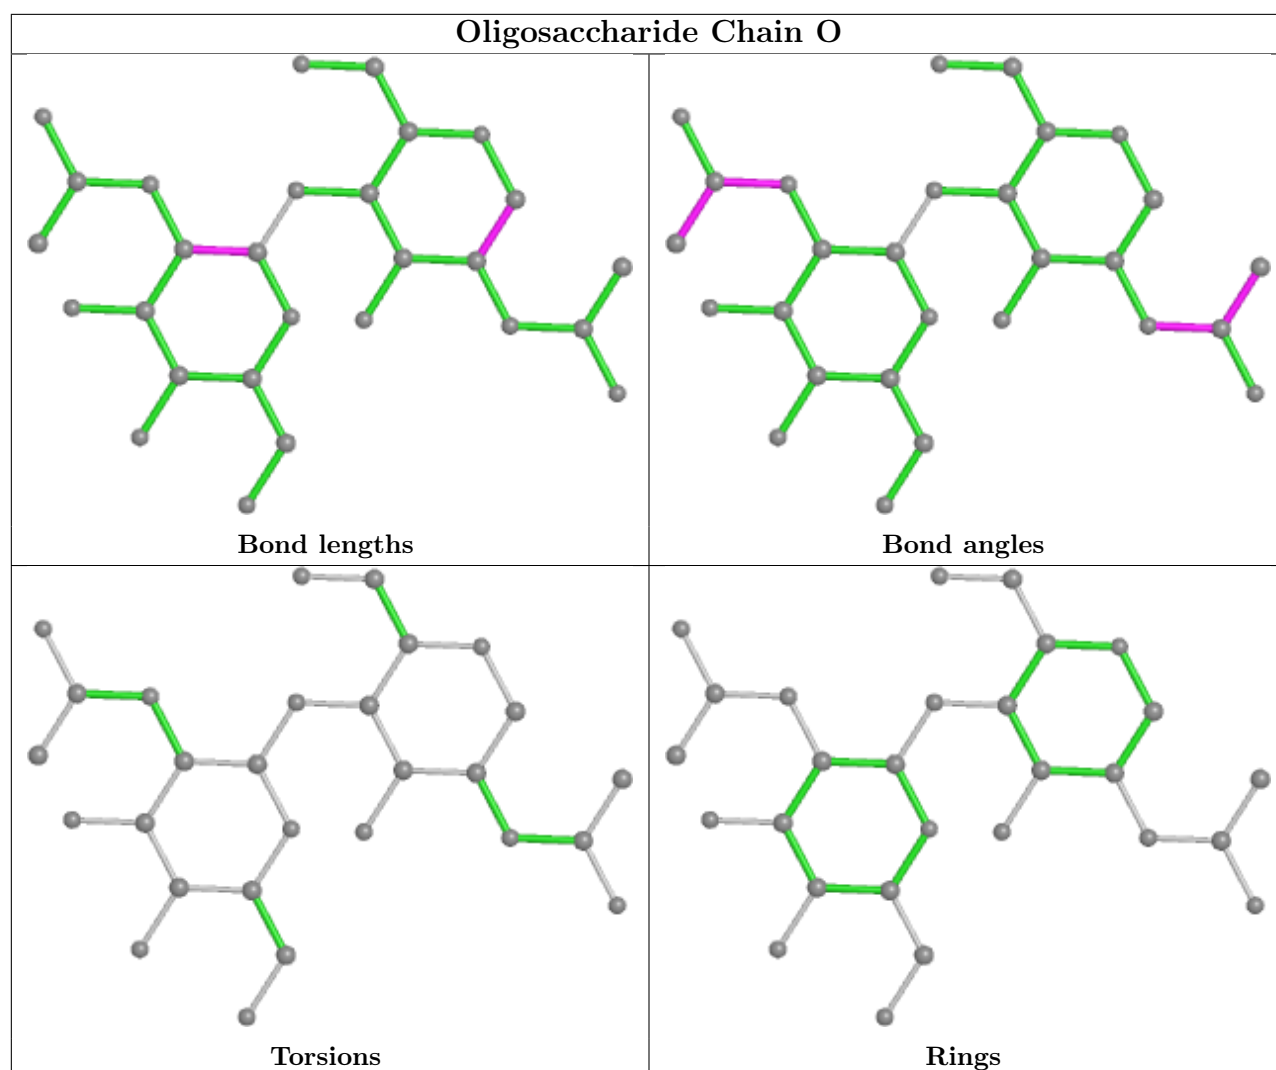 Oligosaccharide Chain O
Bond lengths
Bond angles
Torsions
Rings